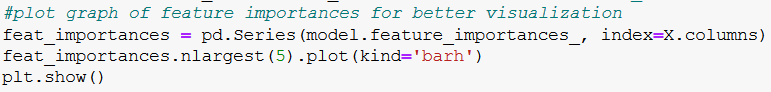 #plot graph of feature importances for better visualization
feat_importances = pd.Series(model.feature_importances_, index=X.columns)
feat_importances.nlargest(5).plot(kind='barh')
plt.show()